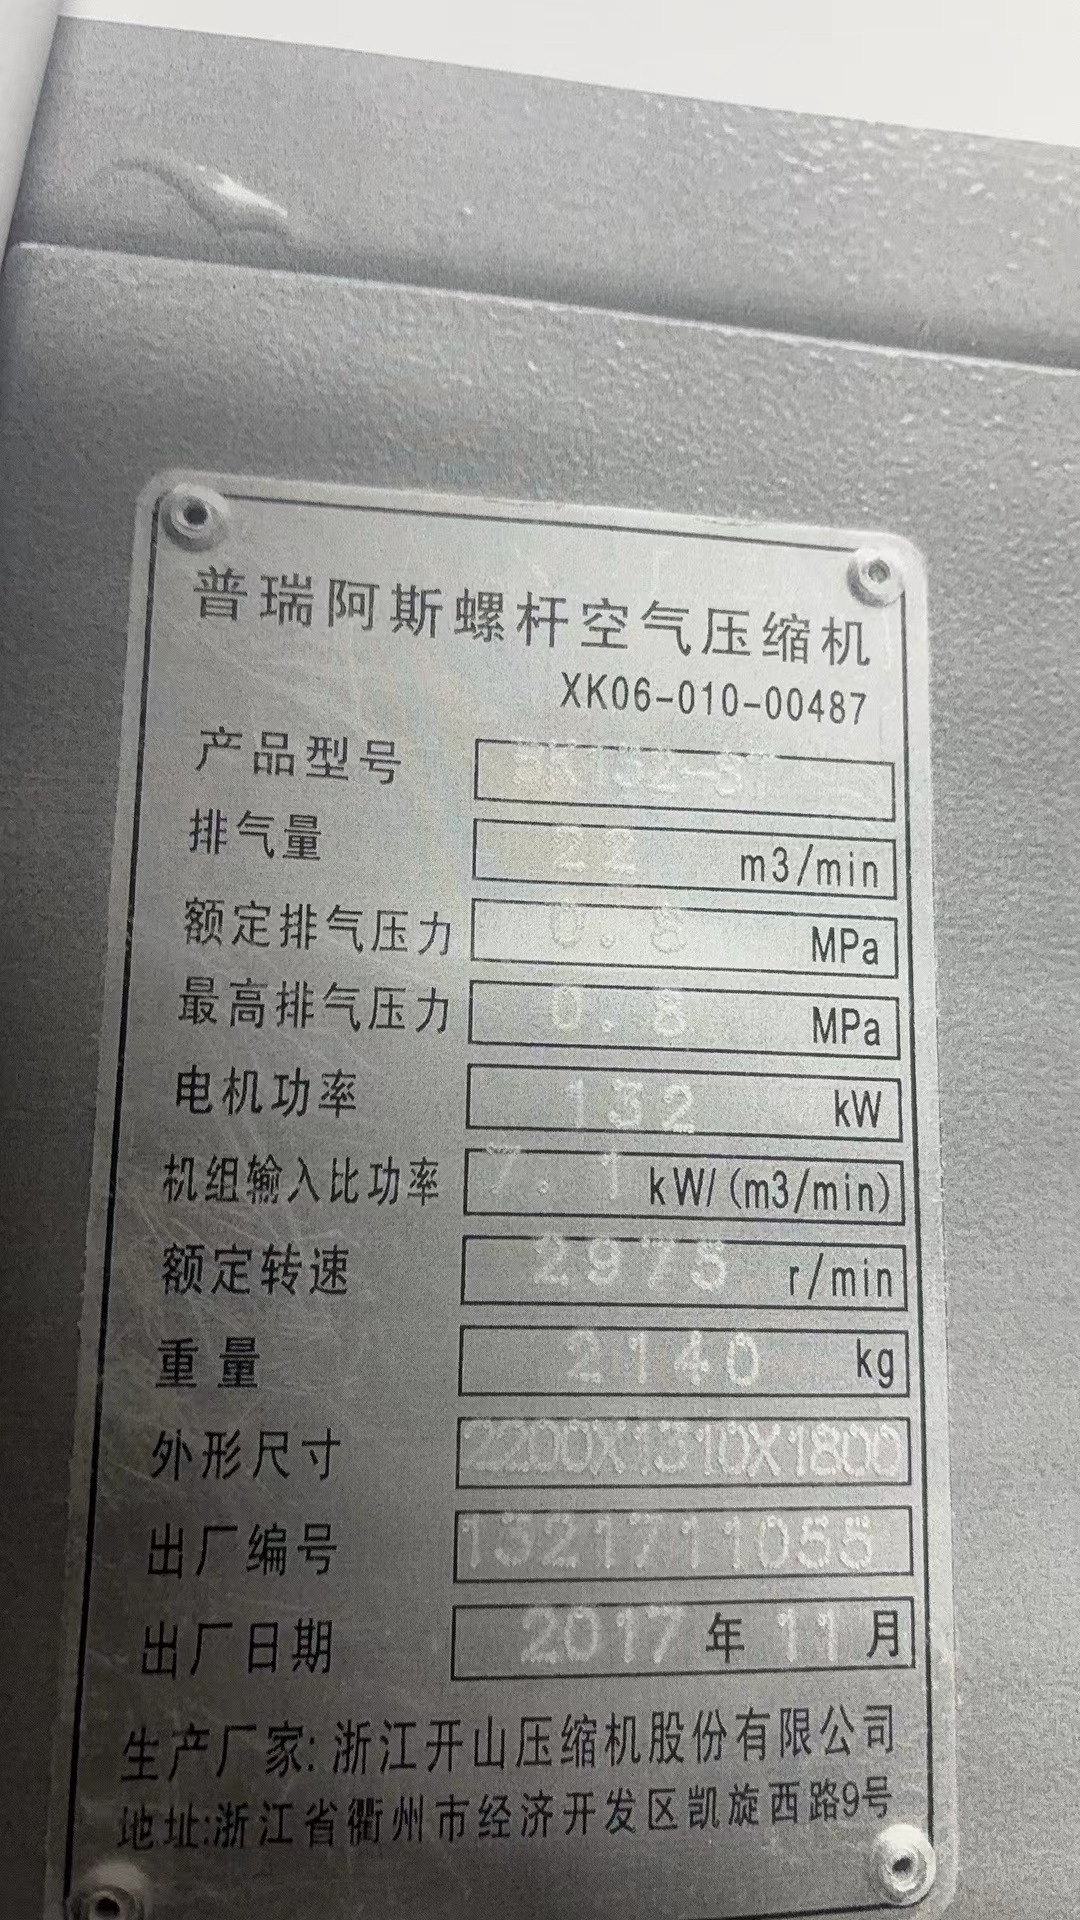 普瑞阿斯螺杆空气压缩机
XK06-010-00487
产品型号
排气量 22 m3/min
额定排气压力 0.8 MPa
最高排气压力 0.8 MPa
电机功率 132 kW
机组输入比功率 7.1 kW/(m3/min)
额定转速 2975 r/min
重量 2140 kg
外形尺寸 2200X1310X1800
出厂编号 1321711055
出厂日期 2017 年 11 月
生产厂家:浙江开山压缩机股份有限公司
地址:浙江省衢州市经济开发区凯旋西路9号